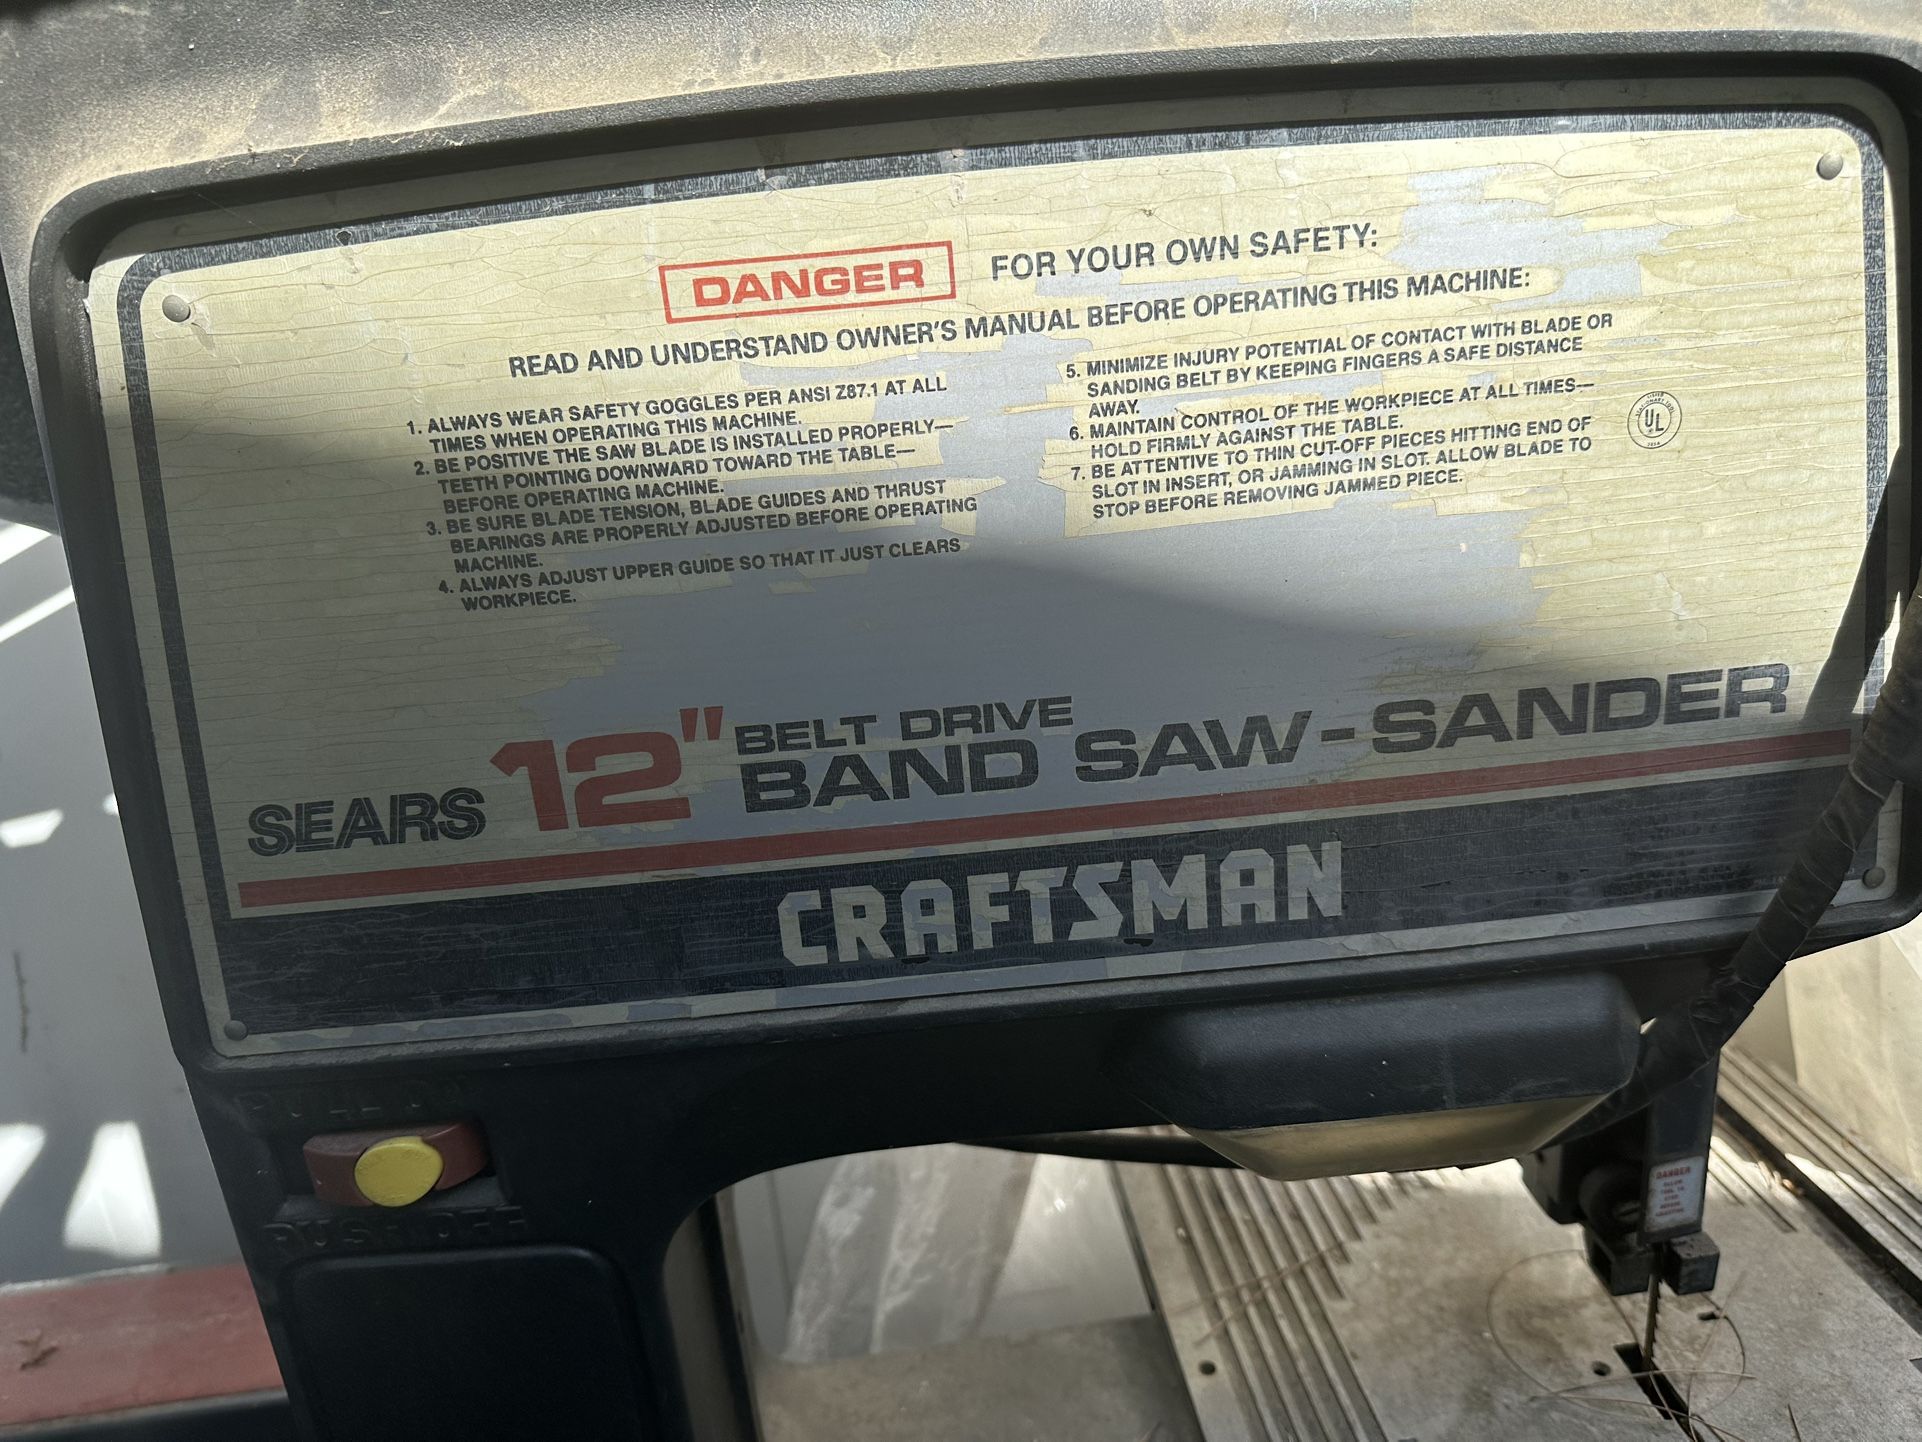 DANGER FOR YOUR OWN SAFETY:
READ AND UNDERSTAND OWNER'S MANUAL BEFORE OPERATING THIS MACHINE:
1. ALWAYS WEAR SAFETY GOGGLES PER ANSI Z87.1 AT ALL
TIMES WHEN OPERATING THIS MACHINE.
2. BE POSITIVE THE SAW BLADE IS INSTALLED PROPERLY—
TEETH POINTING DOWNWARD TOWARD THE TABLE—
BEFORE OPERATING MACHINE.
3. BE SURE BLADE TENSION, BLADE GUIDES AND THRUST
BEARINGS ARE PROPERLY ADJUSTED BEFORE OPERATING
MACHINE.
4. ALWAYS ADJUST UPPER GUIDE SO THAT IT JUST CLEARS
WORKPIECE.
5. MINIMIZE INJURY POTENTIAL OF CONTACT WITH BLADE OR
SANDING BELT BY KEEPING FINGERS A SAFE DISTANCE
AWAY.
6. MAINTAIN CONTROL OF THE WORKPIECE AT ALL TIMES—
HOLD FIRMLY AGAINST THE TABLE.
7. BE ATTENTIVE TO THIN CUT-OFF PIECES HITTING END OF
SLOT IN INSERT, OR JAMMING IN SLOT. ALLOW BLADE TO
STOP BEFORE REMOVING JAMMED PIECE.
UL
SEARS 12" BELT DRIVE
BAND SAW-SANDER
CRAFTSMAN
PULL ON
PUSH OFF
DANGER